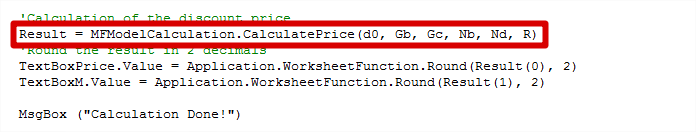 'Calculation of the discount price
Result = MFModelCalculation.CalculatePrice(d0, Gb, Gc, Nb, Nd, R)
'Round the result in 2 decimals
TextBoxPrice.Value = Application.WorksheetFunction.Round(Result(0), 2)
TextBoxM.Value = Application.WorksheetFunction.Round(Result(1), 2)
MsgBox ("Calculation Done!")